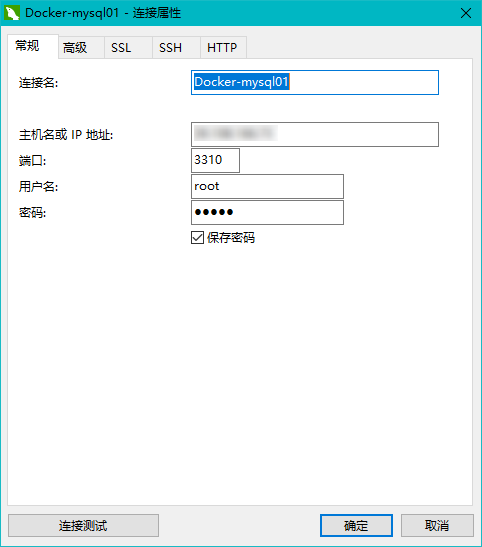 Docker-mysql01 - 连接属性
常规 高级 SSL SSH HTTP
连接名: Docker-mysql01
主机名或 IP 地址:
端口: 3310
用户名: root
密码: ●●●●●
保存密码
连接测试 确定 取消